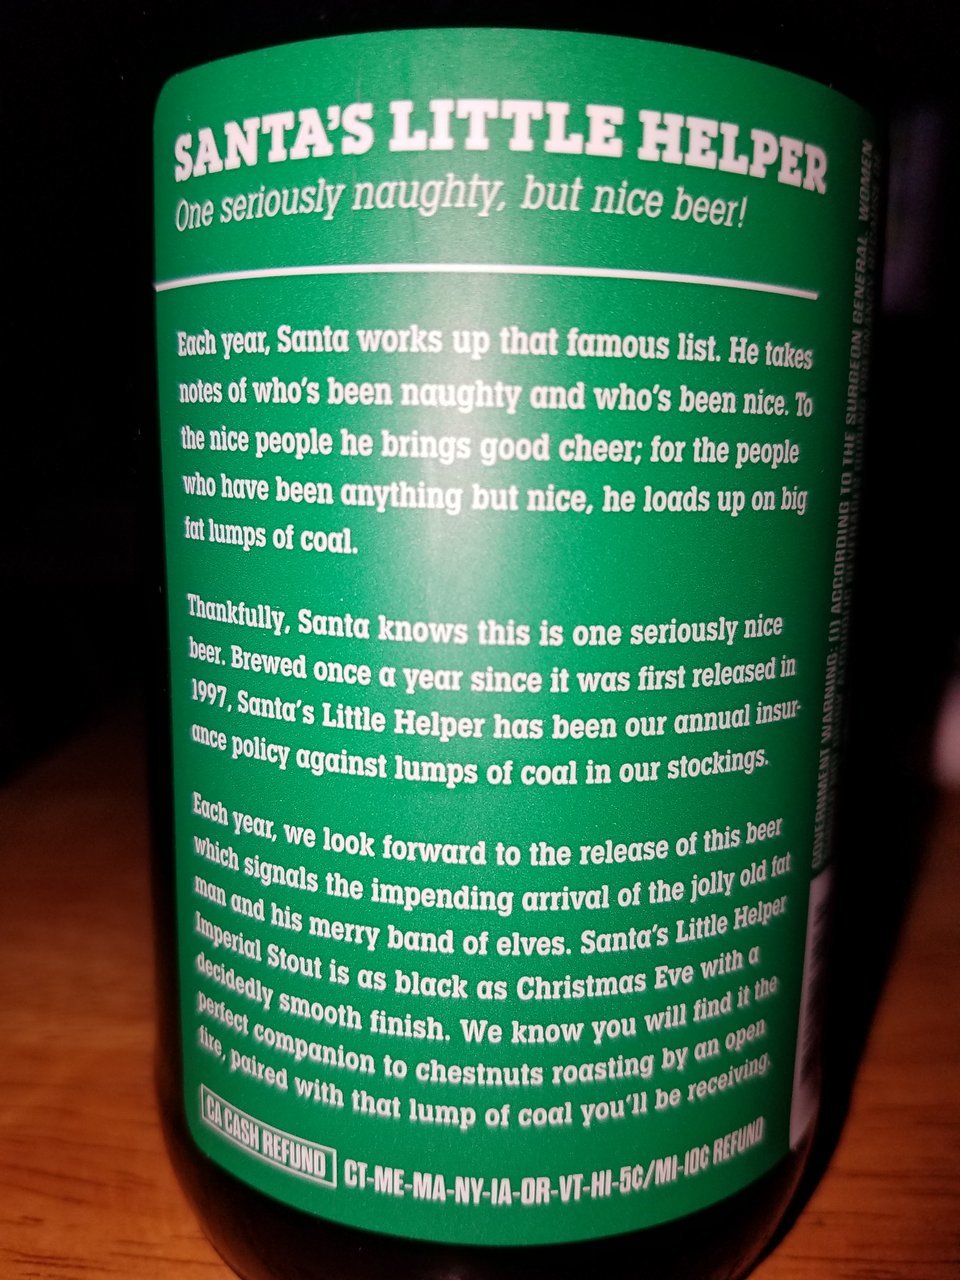 SANTA'S LITTLE HELPER
One seriously naughty, but nice beer!
Each year, Santa works up that famous list. He takes
notes of who's been naughty and who's been nice. To
the nice people he brings good cheer; for the people
who have been anything but nice, he loads up on big
fat lumps of coal.
Thankfully, Santa knows this is one seriously nice
beer. Brewed once a year since it was first released in
1997, Santa's Little Helper has been our annual insur-
ance policy against lumps of coal in our stockings.
Each year, we look forward to the release of this beer
which signals the impending arrival of the jolly old fat
man and his merry band of elves. Santa's Little Helper
Imperial Stout is as black as Christmas Eve with a
decidedly smooth finish. We know you will find it the
perfect companion to chestnuts roasting by an open
fire, paired with that lump of coal you'll be receiving.
CA CASH REFUND CT-ME-MA-NY-IA-OR-VT-HI-5¢/MI-10¢ REFUND
GOVERNMENT WARNING: (1) ACCORDING TO THE SURGEON GENERAL, WOMEN